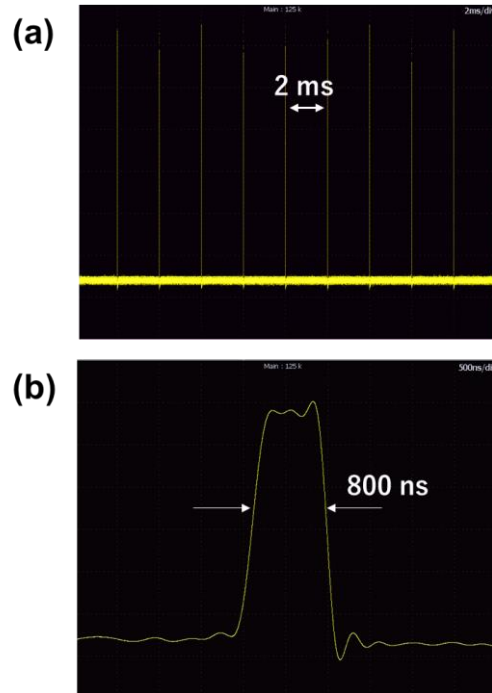 (a)
Main : 125 k
2ms/div
2 ms
(b)
Main : 125 k
500ns/div
800 ns